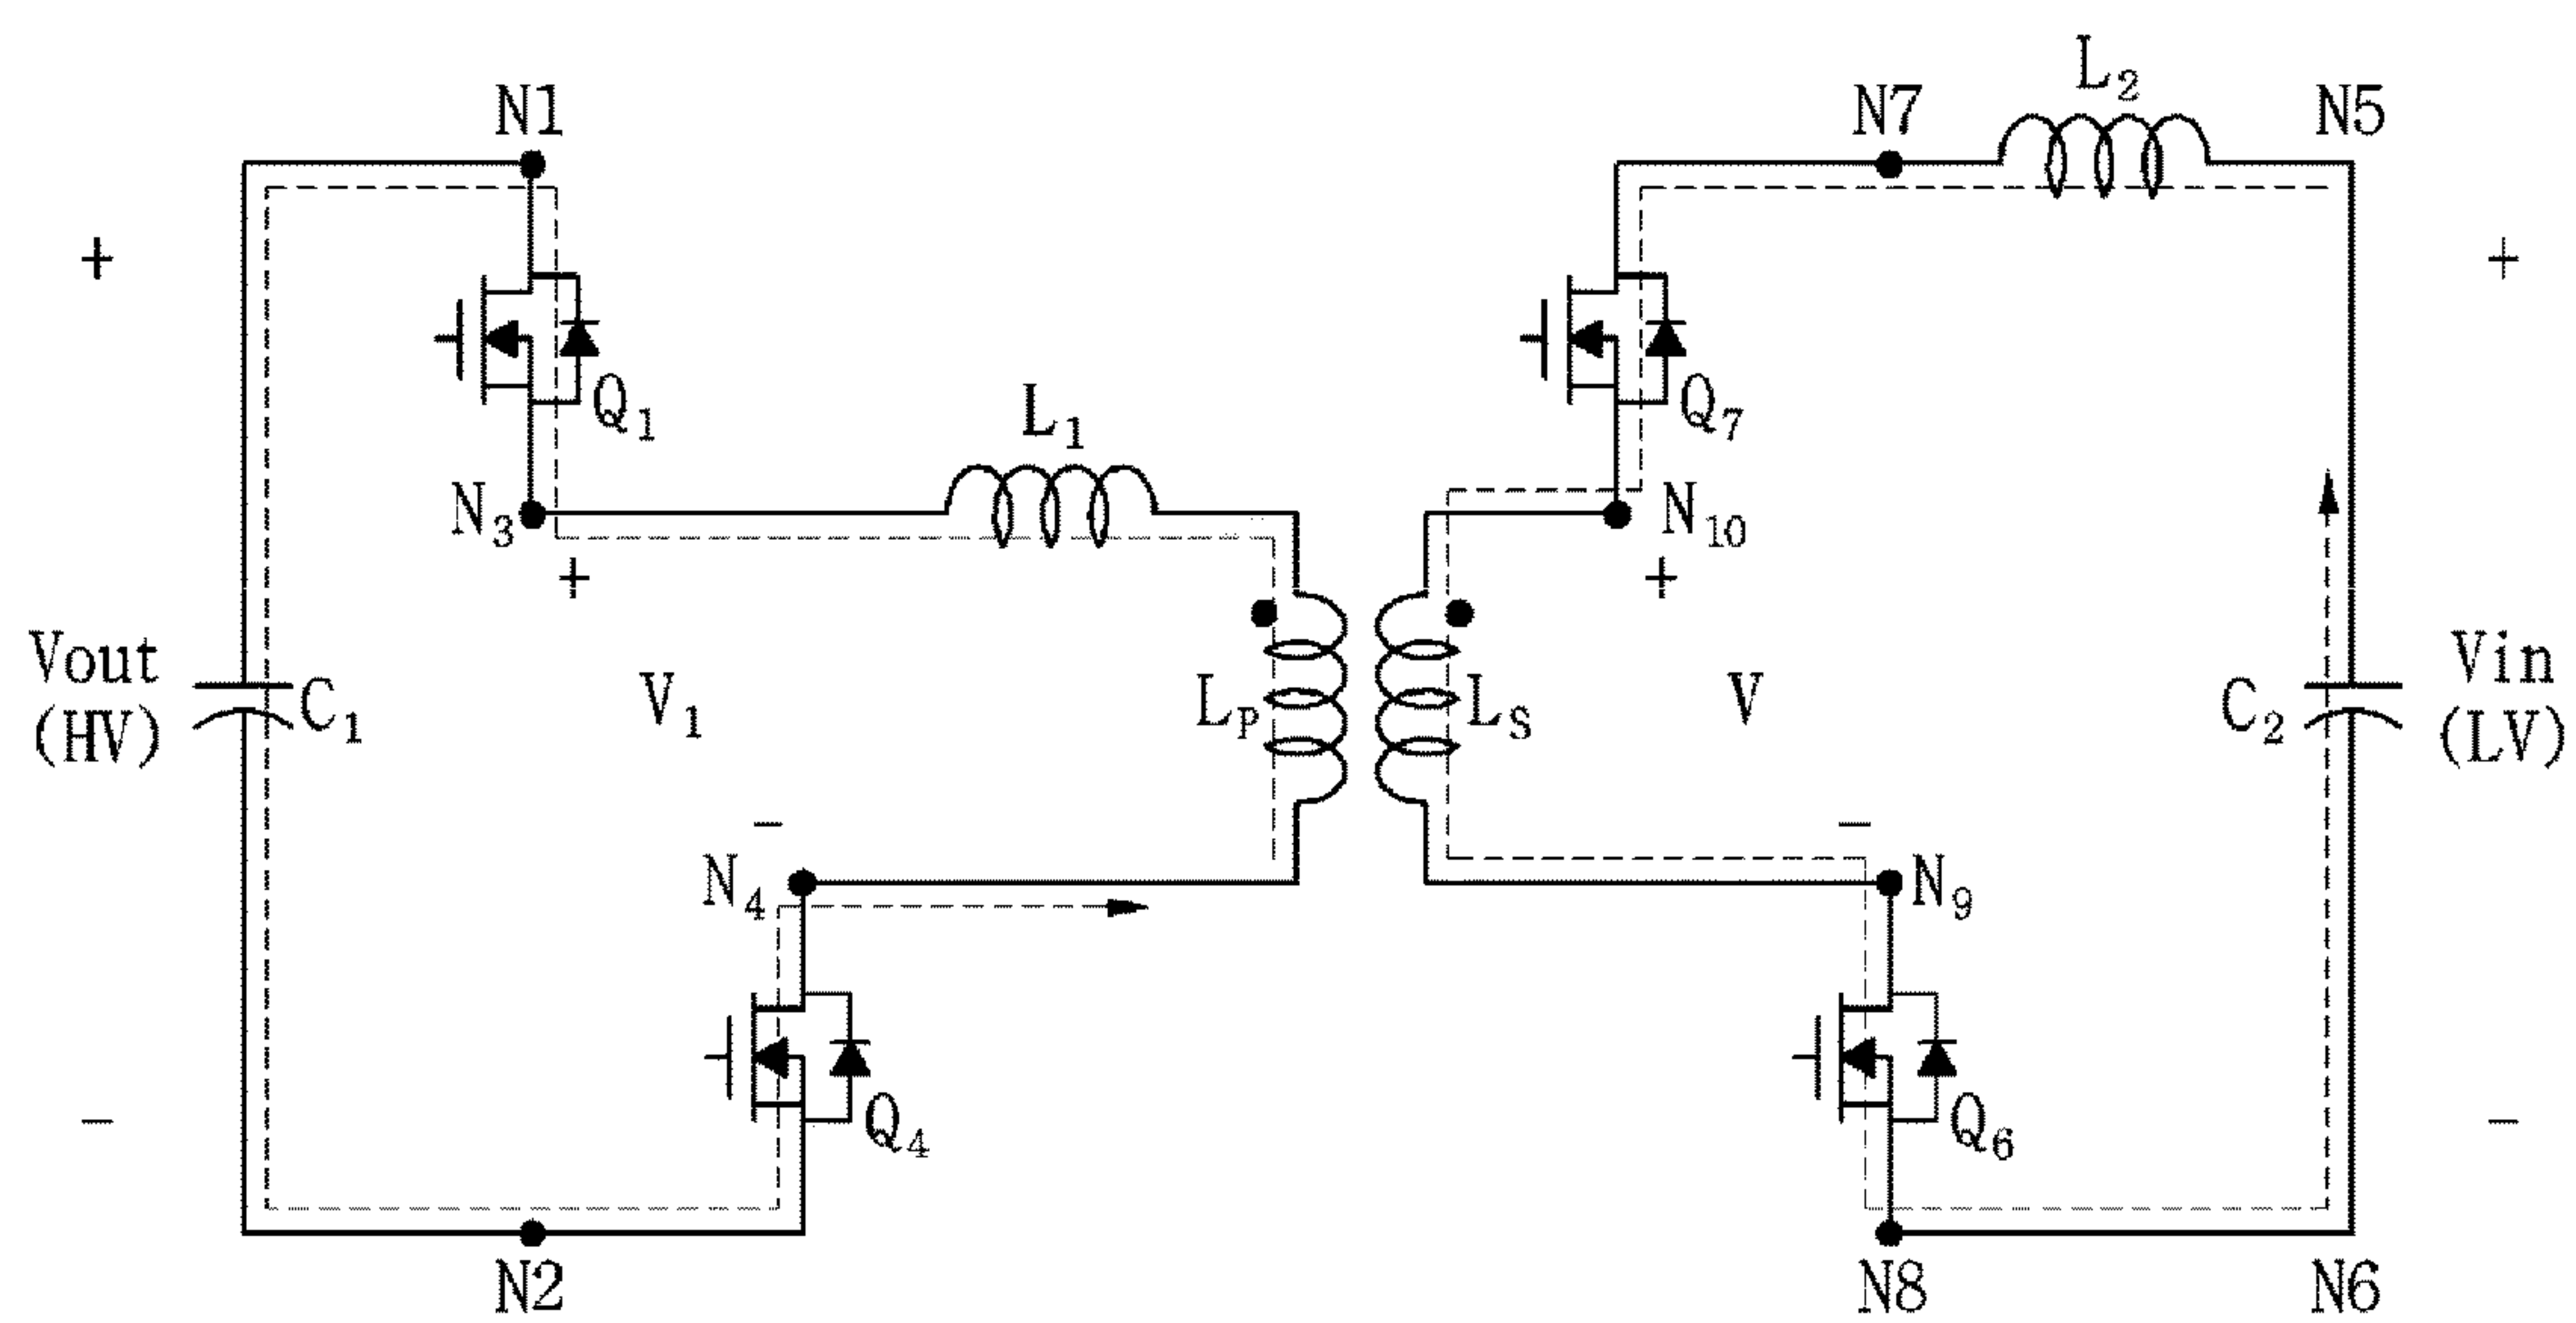 L2
N1
N7
N5
+
+
Q1
Q7
L1
N3
N10
+
+
Vout
(HV)
C1
V1
LP
LS
V
C2
Vin
(LV)
−
−
N4
N9
−
Q4
Q6
−
N2
N8
N6